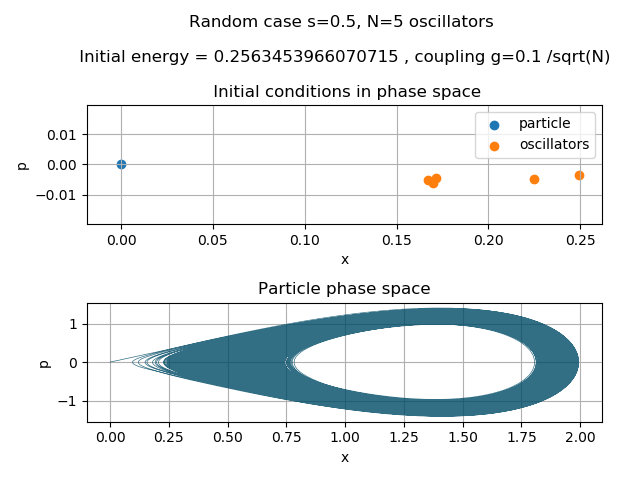 Random case s=0.5, N=5 oscillators
Initial energy = 0.2563453966070715 , coupling g=0.1 /sqrt(N)
Initial conditions in phase space
particle
oscillators
p
0.01
0.00
−0.01
0.00 0.05 0.10 0.15 0.20 0.25
x
Particle phase space
p
1
0
−1
0.00 0.25 0.50 0.75 1.00 1.25 1.50 1.75 2.00
x